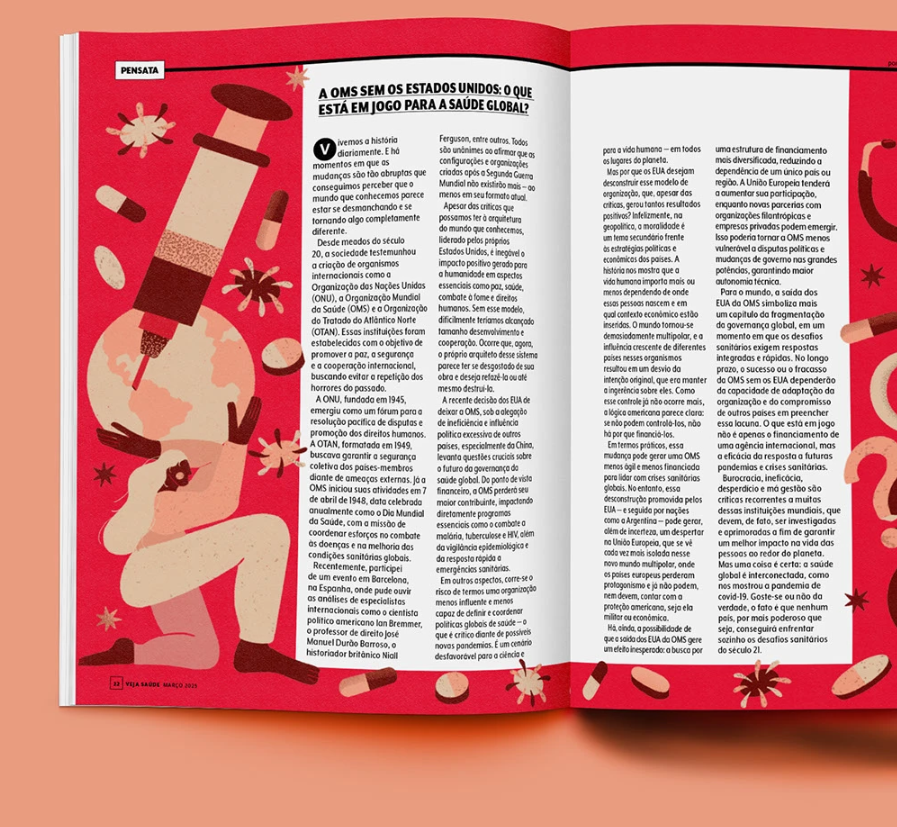 PENSATA
A OMS SEM OS ESTADOS UNIDOS: O QUE
ESTÁ EM JOGO PARA A SAÚDE GLOBAL?
Vivemos a história
diariamente. E há
momentos em que as
mudanças são tão abruptas que
conseguimos perceber que o
mundo que conhecemos parece
estar se desmanchando e se
tornando algo completamente
diferente.
Desde meados do século
20, a sociedade testemunhou
a criação de organismos
internacionais como a
Organização das Nações Unidas
(ONU), a Organização Mundial
da Saúde (OMS) e a Organização
do Tratado do Atlântico Norte
(OTAN). Essas instituições foram
estabelecidas com o objetivo de
promover a paz, a segurança
e a cooperação internacional,
buscando evitar a repetição dos
horrores do passado.
A ONU, fundada em 1945,
emergiu como um fórum para a
resolução pacífica de disputas e
promoção dos direitos humanos.
A OTAN, formatada em 1949,
buscava garantir a segurança
coletiva dos países-membros
diante de ameaças externas. Já a
OMS iniciou suas atividades em 7
de abril de 1948, data celebrada
anualmente como o Dia Mundial
da Saúde, com a missão de
coordenar esforços no combate
às doenças e na melhoria das
condições sanitárias globais.
Recentemente, participei
de um evento em Barcelona,
na Espanha, onde pude ouvir
as análises de especialistas
internacionais como o cientista
político americano Ian Bremmer,
o professor de direito José
Manuel Durão Barroso, o
historiador britânico Niall
Ferguson, entre outros. Todos
são unânimes ao afirmar que as
configurações e organizações
criadas após a Segunda Guerra
Mundial não existirão mais — ao
menos em seu formato atual.
Apesar das críticas que
possamos ter à arquitetura
do mundo que conhecemos,
liderado pelos próprios
Estados Unidos, é inegável o
impacto positivo gerado para
a humanidade em aspectos
essenciais como paz, saúde,
combate à fome e direitos
humanos. Sem esse modelo,
dificilmente teríamos alcançado
tamanho desenvolvimento e
cooperação. Ocorre que, agora,
o próprio arquiteto desse sistema
parece ter se desgostado de sua
obra e deseja refazê-la ou até
mesmo destruí-la.
A recente decisão dos EUA de
deixar a OMS, sob a alegação
de ineficiência e influência
política excessiva de outros
países, especialmente da China,
levanta questões cruciais sobre
o futuro da governança da
saúde global. Do ponto de vista
financeiro, a OMS perderá seu
maior contribuinte, impactando
diretamente programas
essenciais como o combate a
malária, tuberculose e HIV, além
da vigilância epidemiológica e
da resposta rápida a
emergências sanitárias.
Em outros aspectos, corre-se o
risco de termos uma organização
menos influente e menos
capaz de definir e coordenar
políticas globais de saúde — o
que é crítico diante de possíveis
novas pandemias. É um cenário
desfavorável para a ciência e
para a vida humana — em todos
os lugares do planeta.
Mas por que os EUA desejam
desconstruir esse modelo de
organização, que, apesar das
críticas, gerou tantos resultados
positivos? Infelizmente, na
geopolítica, a moralidade é
um tema secundário frente
às estratégias políticas e
econômicas dos países. A
história nos mostra que a
vida humana importa mais ou
menos dependendo de onde
essas pessoas nascem e em
qual contexto econômico estão
inseridas. O mundo tornou-se
demasiadamente multipolar, e a
influência crescente de diferentes
países nesses organismos
resultou em um desvio da
intenção original, que era manter
a ingerência sobre eles. Como
esse controle já não ocorre mais,
a lógica americana parece clara:
se não podem controlá-los, não
há por que financiá-los.
Em termos práticos, essa
mudança pode gerar uma OMS
menos ágil e menos financiada
para lidar com crises sanitárias
globais. No entanto, essa
desconstrução promovida pelos
EUA — e seguida por nações
como a Argentina — pode gerar,
além de incerteza, um despertar
na União Europeia, que se vê
cada vez mais isolada nesse
novo mundo multipolar, onde
os países europeus perderam
protagonismo e já não podem,
nem devem, contar com a
proteção americana, seja ela
militar ou econômica.
Há, ainda, a possibilidade de
que a saída dos EUA da OMS gere
um efeito inesperado: a busca por
uma estrutura de financiamento
mais diversificada, reduzindo a
dependência de um único país ou
região. A União Europeia tenderá
a aumentar sua participação,
enquanto novas parcerias com
organizações filantrópicas e
empresas privadas podem emergir.
Isso poderia tornar a OMS menos
vulnerável a disputas políticas e
mudanças de governo nas grandes
potências, garantindo maior
autonomia técnica.
Para o mundo, a saída dos
EUA da OMS simboliza mais
um capítulo da fragmentação
da governança global, em um
momento em que os desafios
sanitários exigem respostas
integradas e rápidas. No longo
prazo, o sucesso ou o fracasso
da OMS sem os EUA dependerão
da capacidade de adaptação da
organização e do compromisso
de outros países em preencher
essa lacuna. O que está em jogo
não é apenas o financiamento de
uma agência internacional, mas
a eficácia da resposta a futuras
pandemias e crises sanitárias.
Burocracia, ineficácia,
desperdício e má gestão são
críticas recorrentes a muitas
dessas instituições mundiais, que
devem, de fato, ser investigadas
e aprimoradas a fim de garantir
um melhor impacto na vida das
pessoas ao redor do planeta.
Mas uma coisa é certa: a saúde
global é interconectada, como
nos mostrou a pandemia de
covid-19. Goste-se ou não da
verdade, o fato é que nenhum
país, por mais poderoso que
seja, conseguirá enfrentar
sozinho os desafios sanitários
do século 21.
12 VEJA SAÚDE MARÇO 2025